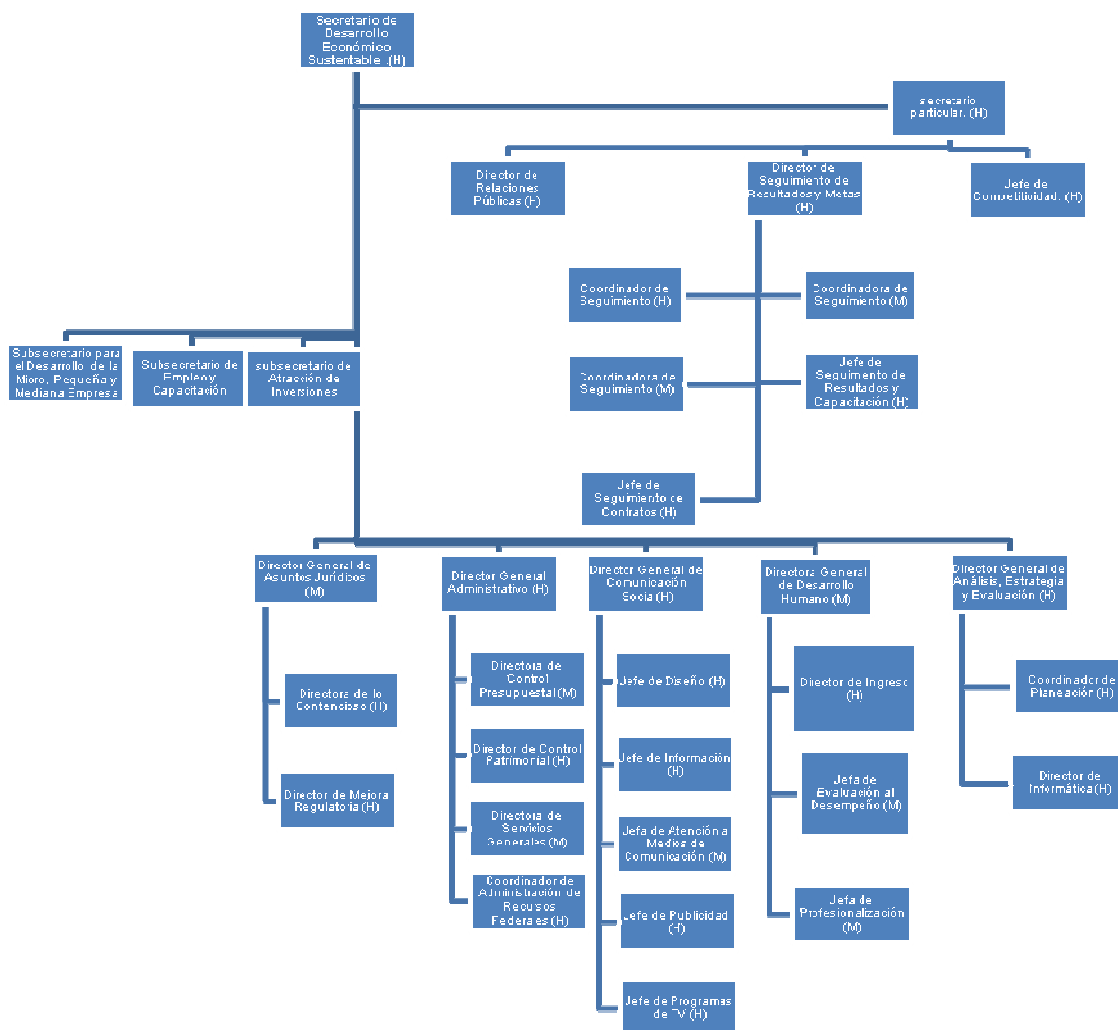 Secretario de
Desarrollo
Económico
Sustentable .(H)
secretario
particular. (H)
Director de
Relaciones
Públicas (H)
Director de
Seguimiento de
Resultados y Metas
(H)
Jefe de
Competitividad. (H)
Coordinador de
Seguimiento (H)
Coordinadora de
Seguimiento (M)
Subsecretario para
el Desarrollo de la
Micro, Pequeña y
Mediana Empresa
Subsecretario de
Empleo y
Capacitación
subsecretario de
Atracción de
Inversiones
Coordinadora de
Seguimiento (M)
Jefe de
Seguimento de
Resultados y
Capacitación (H)
Jefe de
Seguimiento de
Contratos (H)
Director General de
Asuntos Jurídicos
(M)
Director General
Administrativo (H)
Director General de
Comunicación
Socia (H)
Directora General
de Desarrollo
Humano (M)
Director General de
Análisis, Estrategia
y Evaluación (H)
Directora de lo
Contencioso (H)
Director de Mejora
Regulatoria (H)
Directora de
Control
Presupuestal (M)
Director de Control
Patrimonial (H)
Directora de
Servicios
Generales (M)
Coordinador de
Administración de
Recursos
Federaes (H)
Jefe de Diseño (H)
Jefe de Información
(H)
Jefa de Atención a
Medios de
Comunicación (M)
Jefe de Publicidad
(H)
Jefe de Programas
de TV (H)
Director de Ingreso
(H)
Jefa de
Evaluación al
Desempeño (M)
Jefa de
Profesionalización
(M)
Coordinador de
Planeación (H)
Director de
Informática (H)